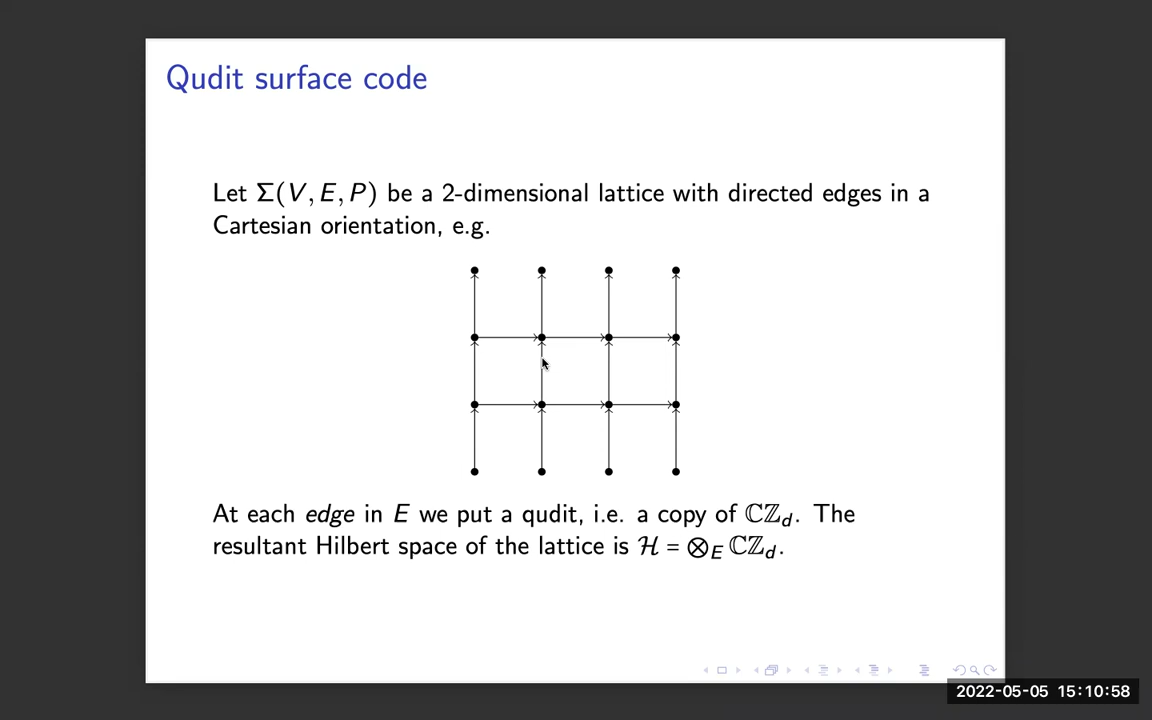 Qudit surface code
Let Σ(V, E, P) be a 2-dimensional lattice with directed edges in a
Cartesian orientation, e.g.
At each edge in E we put a qudit, i.e. a copy of ℂℤ_d. The
resultant Hilbert space of the lattice is ℋ = ⊗_E ℂℤ_d.
2022-05-05 15:10:58